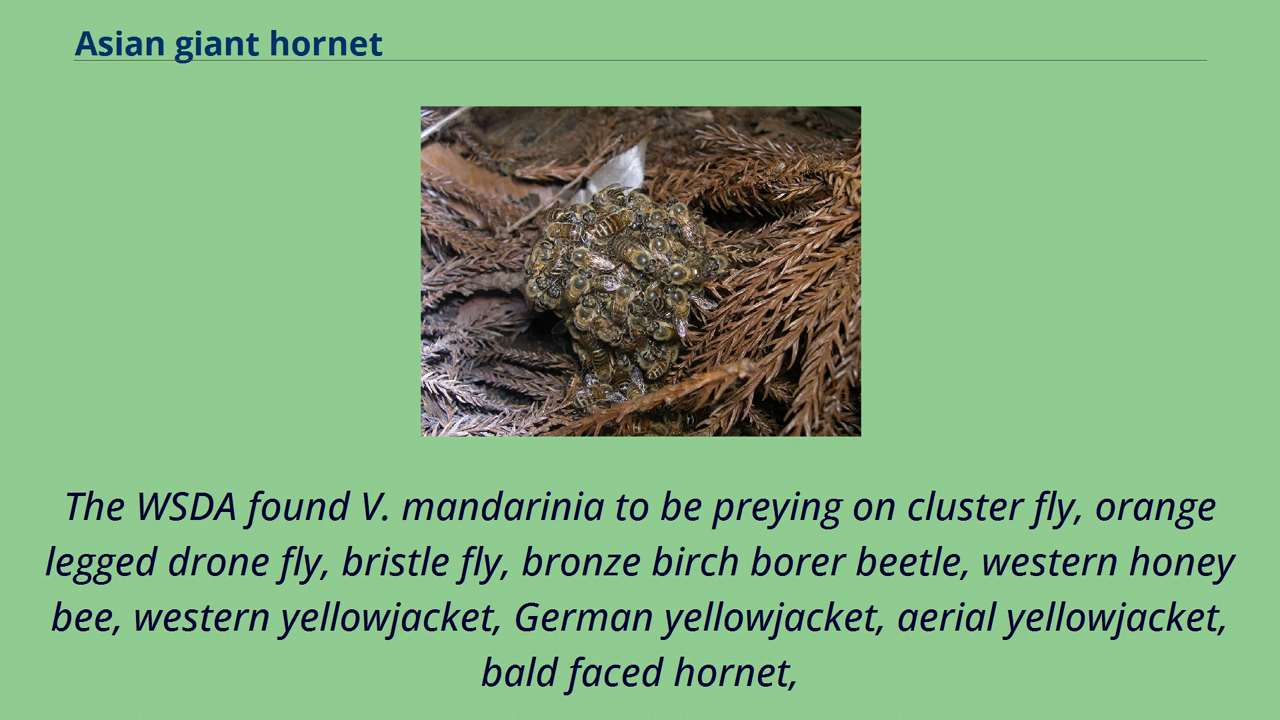 Asian giant hornet
The WSDA found V. mandarinia to be preying on cluster fly, orange
legged drone fly, bristle fly, bronze birch borer beetle, western honey
bee, western yellowjacket, German yellowjacket, aerial yellowjacket,
bald faced hornet,